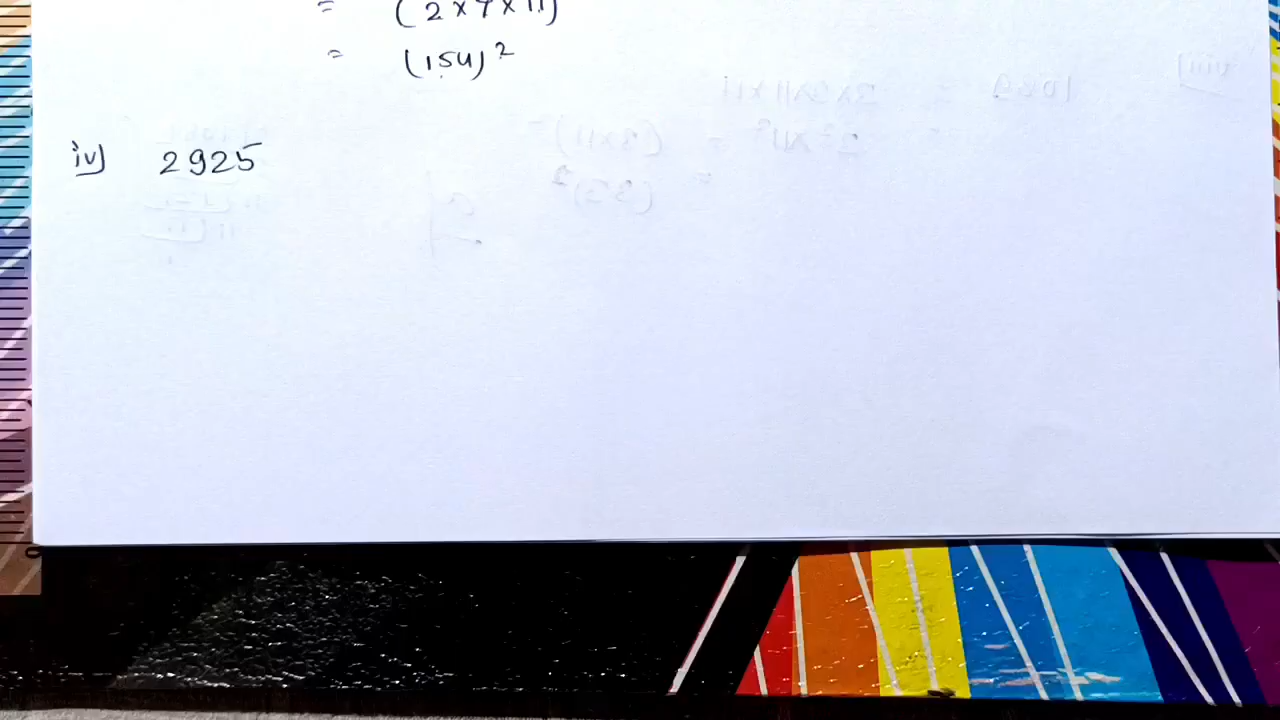 = (2×7×11)
= (154)²
iv) 2925